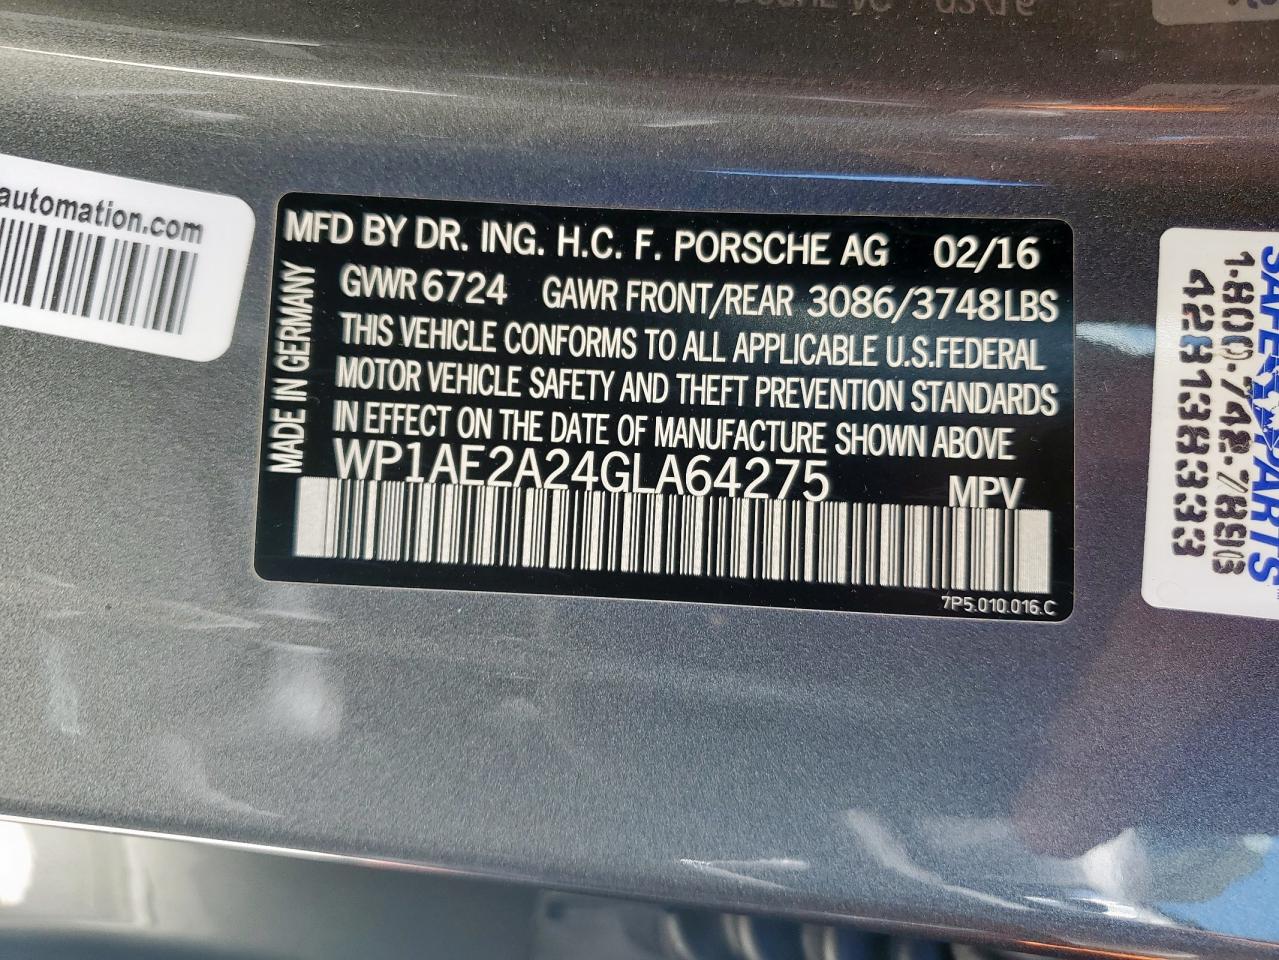 automation.com
MFD BY DR. ING. H.C. F. PORSCHE AG 02/16
GVWR 6724 GAWR FRONT/REAR 3086/3748LBS
THIS VEHICLE CONFORMS TO ALL APPLICABLE U.S.FEDERAL
MOTOR VEHICLE SAFETY AND THEFT PREVENTION STANDARDS
IN EFFECT ON THE DATE OF MANUFACTURE SHOWN ABOVE
WP1AE2A24GLA64275 MPV
MADE IN GERMANY
7P5.010.016.C
42913833